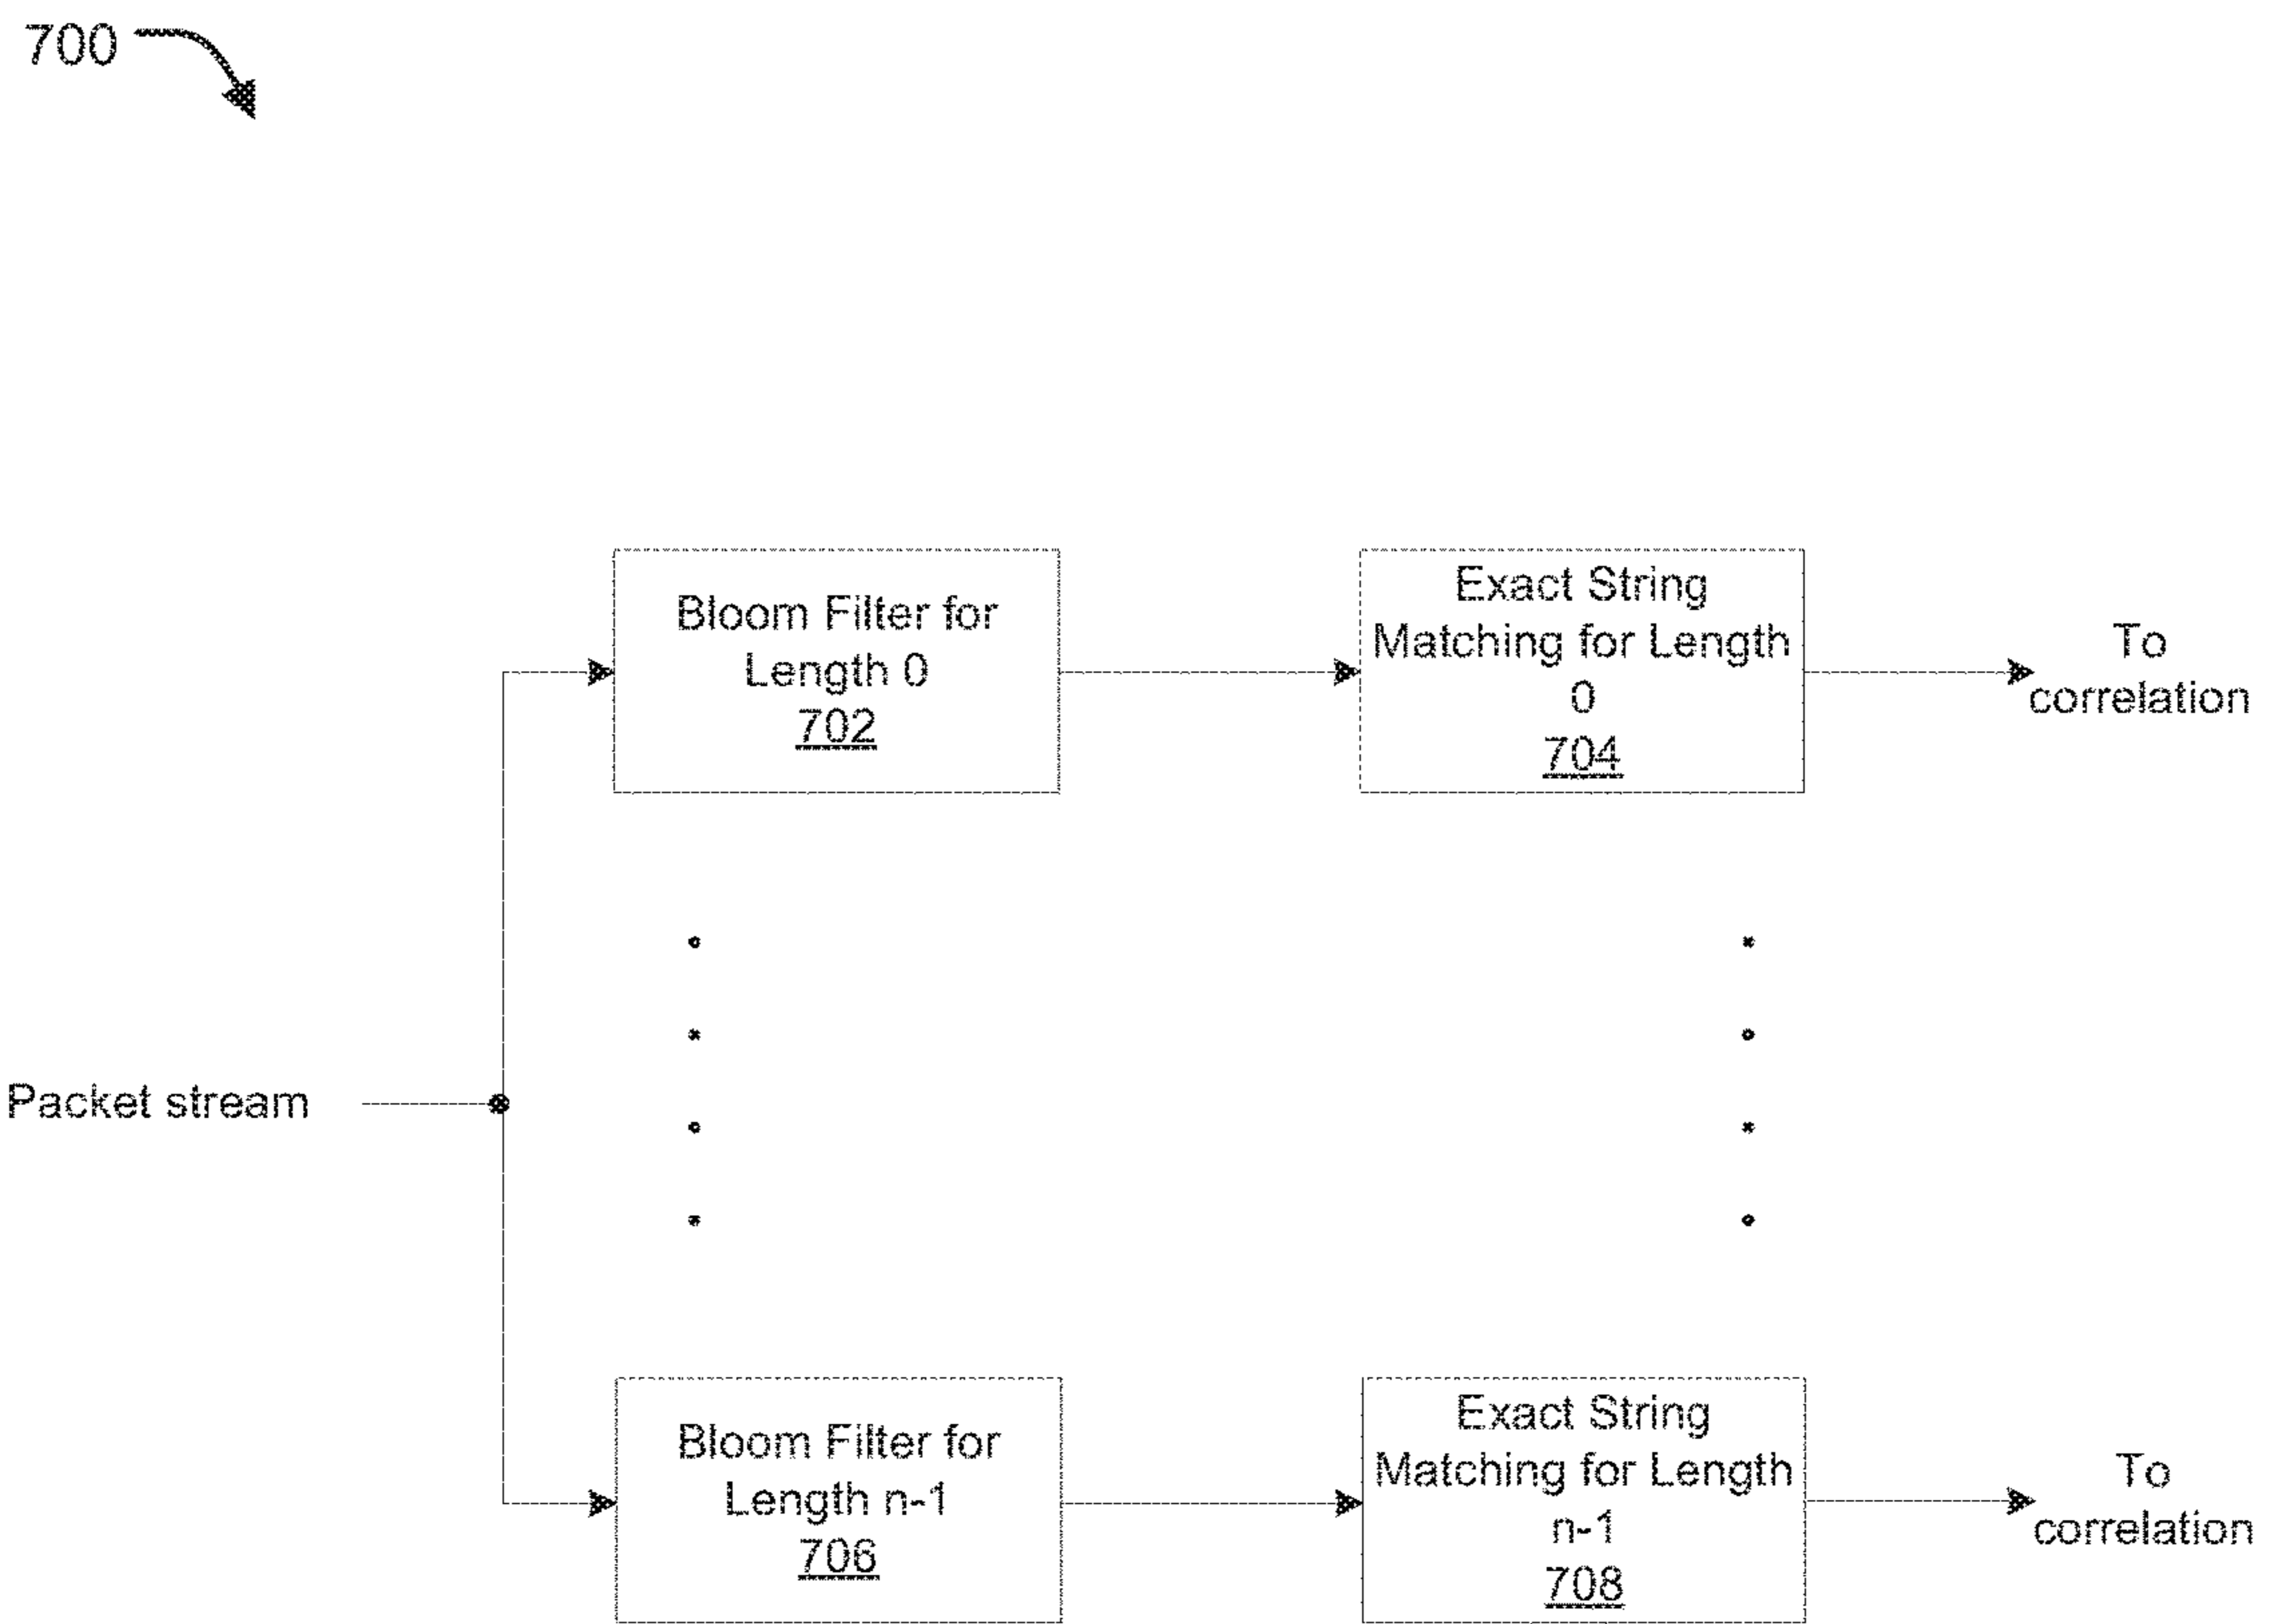 700
Bloom Filter for
Length 0
702
Exact String
Matching for Length
0
704
To
correlation
Packet stream
Bloom Filter for
Length n-1
706
Exact String
Matching for Length
n-1
708
To
correlation